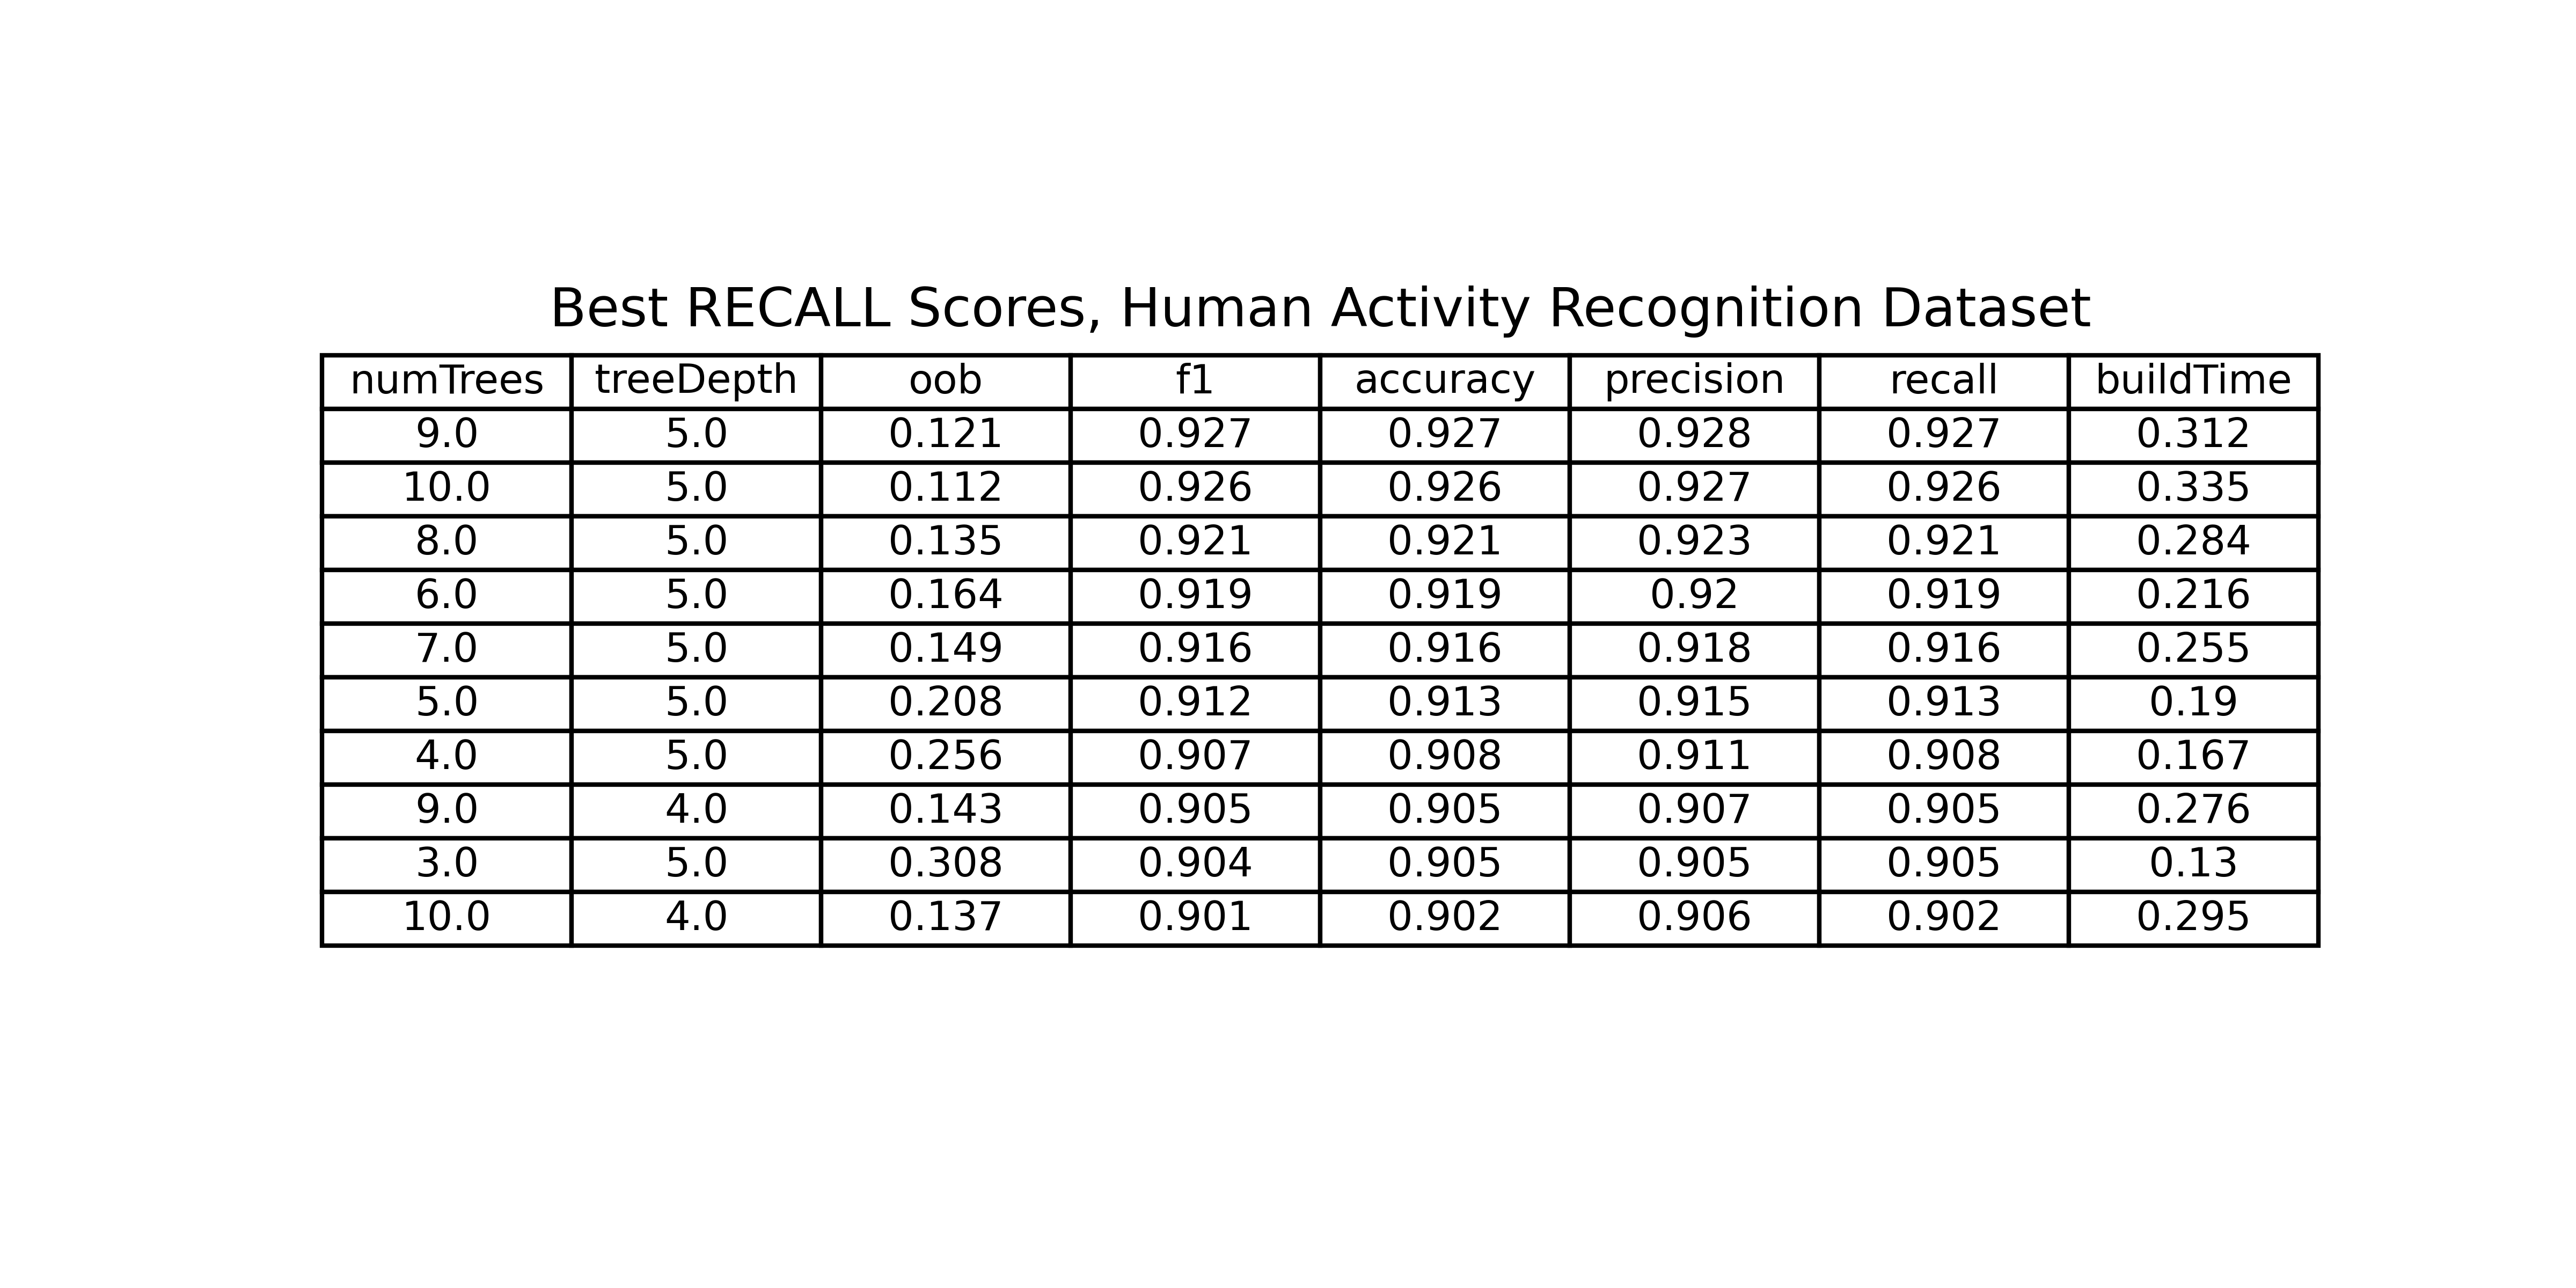 Best RECALL Scores, Human Activity Recognition Dataset
numTrees treeDepth oob f1 accuracy precision recall buildTime
9.0 5.0 0.121 0.927 0.927 0.928 0.927 0.312
10.0 5.0 0.112 0.926 0.926 0.927 0.926 0.335
8.0 5.0 0.135 0.921 0.921 0.923 0.921 0.284
6.0 5.0 0.164 0.919 0.919 0.92 0.919 0.216
7.0 5.0 0.149 0.916 0.916 0.918 0.916 0.255
5.0 5.0 0.208 0.912 0.913 0.915 0.913 0.19
4.0 5.0 0.256 0.907 0.908 0.911 0.908 0.167
9.0 4.0 0.143 0.905 0.905 0.907 0.905 0.276
3.0 5.0 0.308 0.904 0.905 0.905 0.905 0.13
10.0 4.0 0.137 0.901 0.902 0.906 0.902 0.295